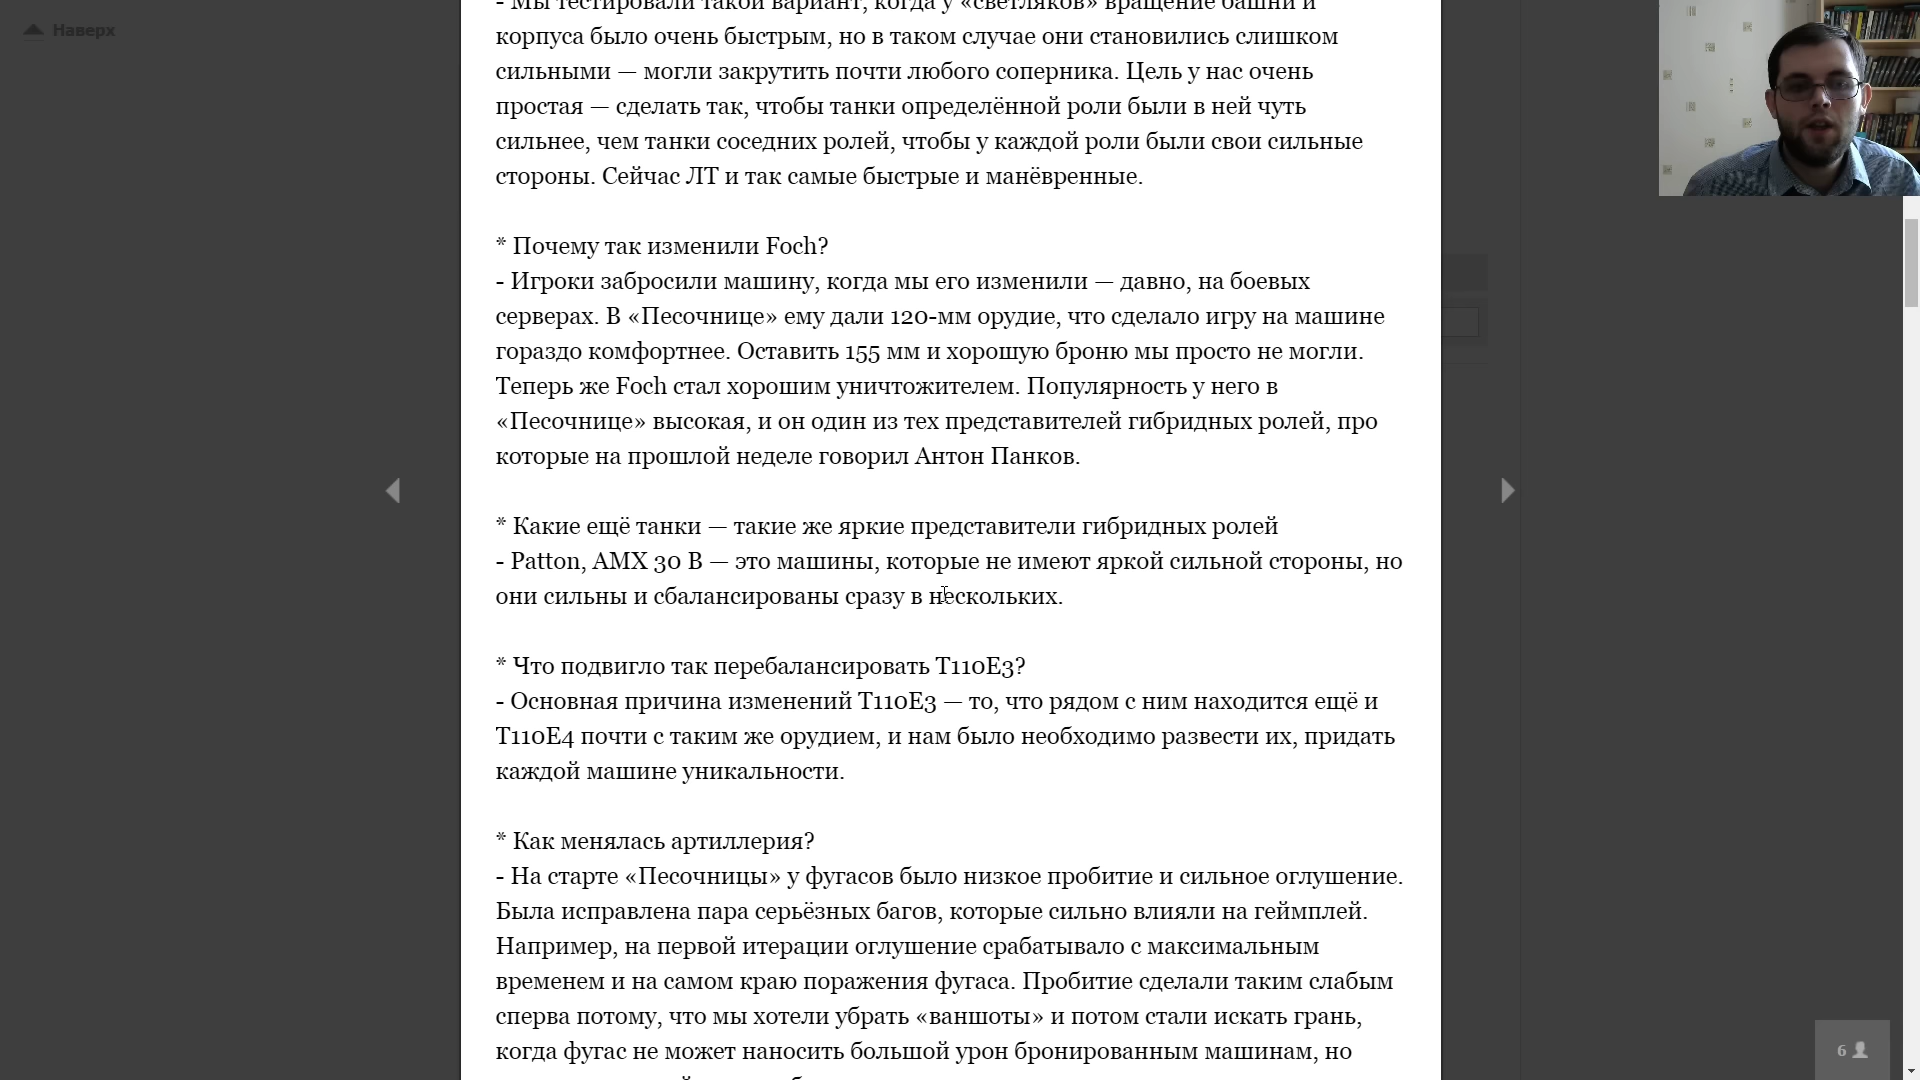 Наверх
- Мы тестировали такой вариант, когда у «светляков» вращение башни и
корпуса было очень быстрым, но в таком случае они становились слишком
сильными — могли закрутить почти любого соперника. Цель у нас очень
простая — сделать так, чтобы танки определённой роли были в ней чуть
сильнее, чем танки соседних ролей, чтобы у каждой роли были свои сильные
стороны. Сейчас ЛТ и так самые быстрые и манёвренные.
* Почему так изменили Foch?
- Игроки забросили машину, когда мы его изменили — давно, на боевых
серверах. В «Песочнице» ему дали 120-мм орудие, что сделало игру на машине
гораздо комфортнее. Оставить 155 мм и хорошую броню мы просто не могли.
Теперь же Foch стал хорошим уничтожителем. Популярность у него в
«Песочнице» высокая, и он один из тех представителей гибридных ролей, про
которые на прошлой неделе говорил Антон Панков.
* Какие ещё танки — такие же яркие представители гибридных ролей
- Patton, AMX 30 B — это машины, которые не имеют яркой сильной стороны, но
они сильны и сбалансированы сразу в нескольких.
* Что подвигло так перебалансировать T110E3?
- Основная причина изменений T110E3 — то, что рядом с ним находится ещё и
T110E4 почти с таким же орудием, и нам было необходимо развести их, придать
каждой машине уникальности.
* Как менялась артиллерия?
- На старте «Песочницы» у фугасов было низкое пробитие и сильное оглушение.
Была исправлена пара серьёзных багов, которые сильно влияли на геймплей.
Например, на первой итерации оглушение срабатывало с максимальным
временем и на самом краю поражения фугаса. Пробитие сделали таким слабым
сперва потому, что мы хотели убрать «ваншоты» и потом стали искать грань,
когда фугас не может наносить большой урон бронированным машинам, но
6